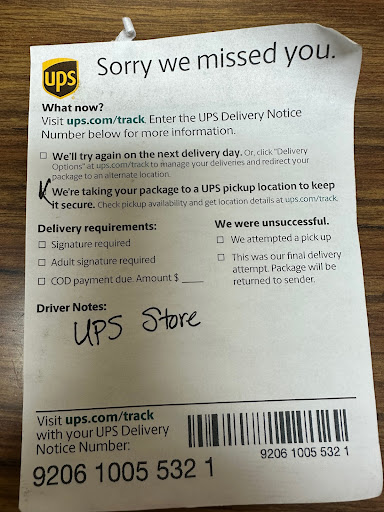 ups
Sorry we missed you.
What now?
Visit ups.com/track. Enter the UPS Delivery Notice
Number below for more information.
We'll try again on the next delivery day. Or, click "Delivery
Options" at ups.com/track to manage your deliveries and redirect your
package to an alternate location.
We're taking your package to a UPS pickup location to keep
it secure. Check pickup availability and get location details at ups.com/track.
Delivery requirements:
Signature required
Adult signature required
COD payment due. Amount $ ____
We were unsuccessful.
We attempted a pick up
This was our final delivery
attempt. Package will be
returned to sender.
Driver Notes:
UPS Store
Visit ups.com/track
with your UPS Delivery
Notice Number:
9206 1005 532 1
9206 1005 532 1